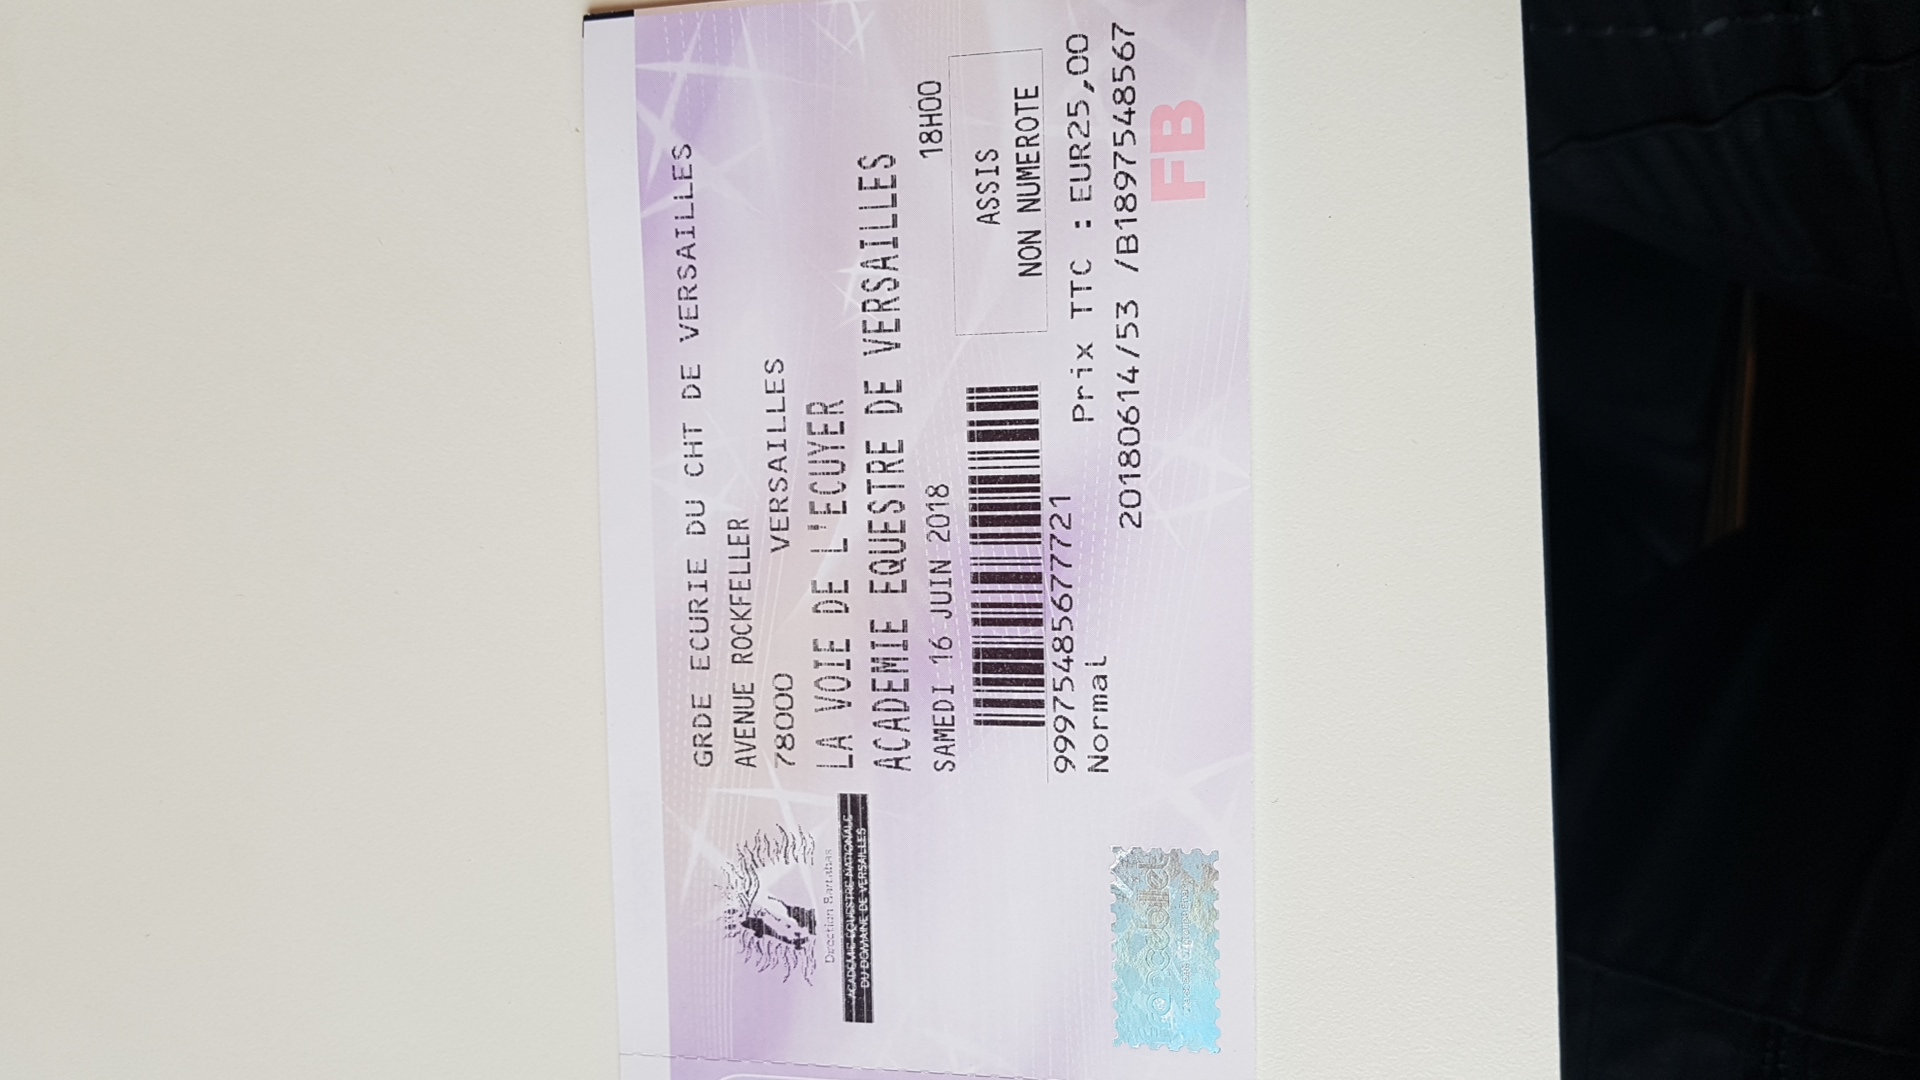 GRDE ECURIE DU CHT DE VERSAILLES
AVENUE ROCKFELLER
78000 VERSAILLES
LA VOIE DE L'ECUYER
ACADEMIE EQUESTRE DE VERSAILLES
SAMEDI 16 JUIN 2018 18H00
ASSIS
NON NUMEROTE
9997548567721
Normal
Prix TTC : EUR25,00
20180614/53 /B1897548567
FB
Direction Bartabas
ACADEMIE EQUESTRE NATIONALE
DU DOMAINE DE VERSAILLES
francebillet